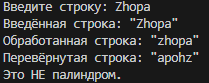 Введите строку: Zhopa
Введённая строка: "Zhopa"
Обработанная строка: "zhopa"
Перевёрнутая строка: "apohz"
Это НЕ палиндром.